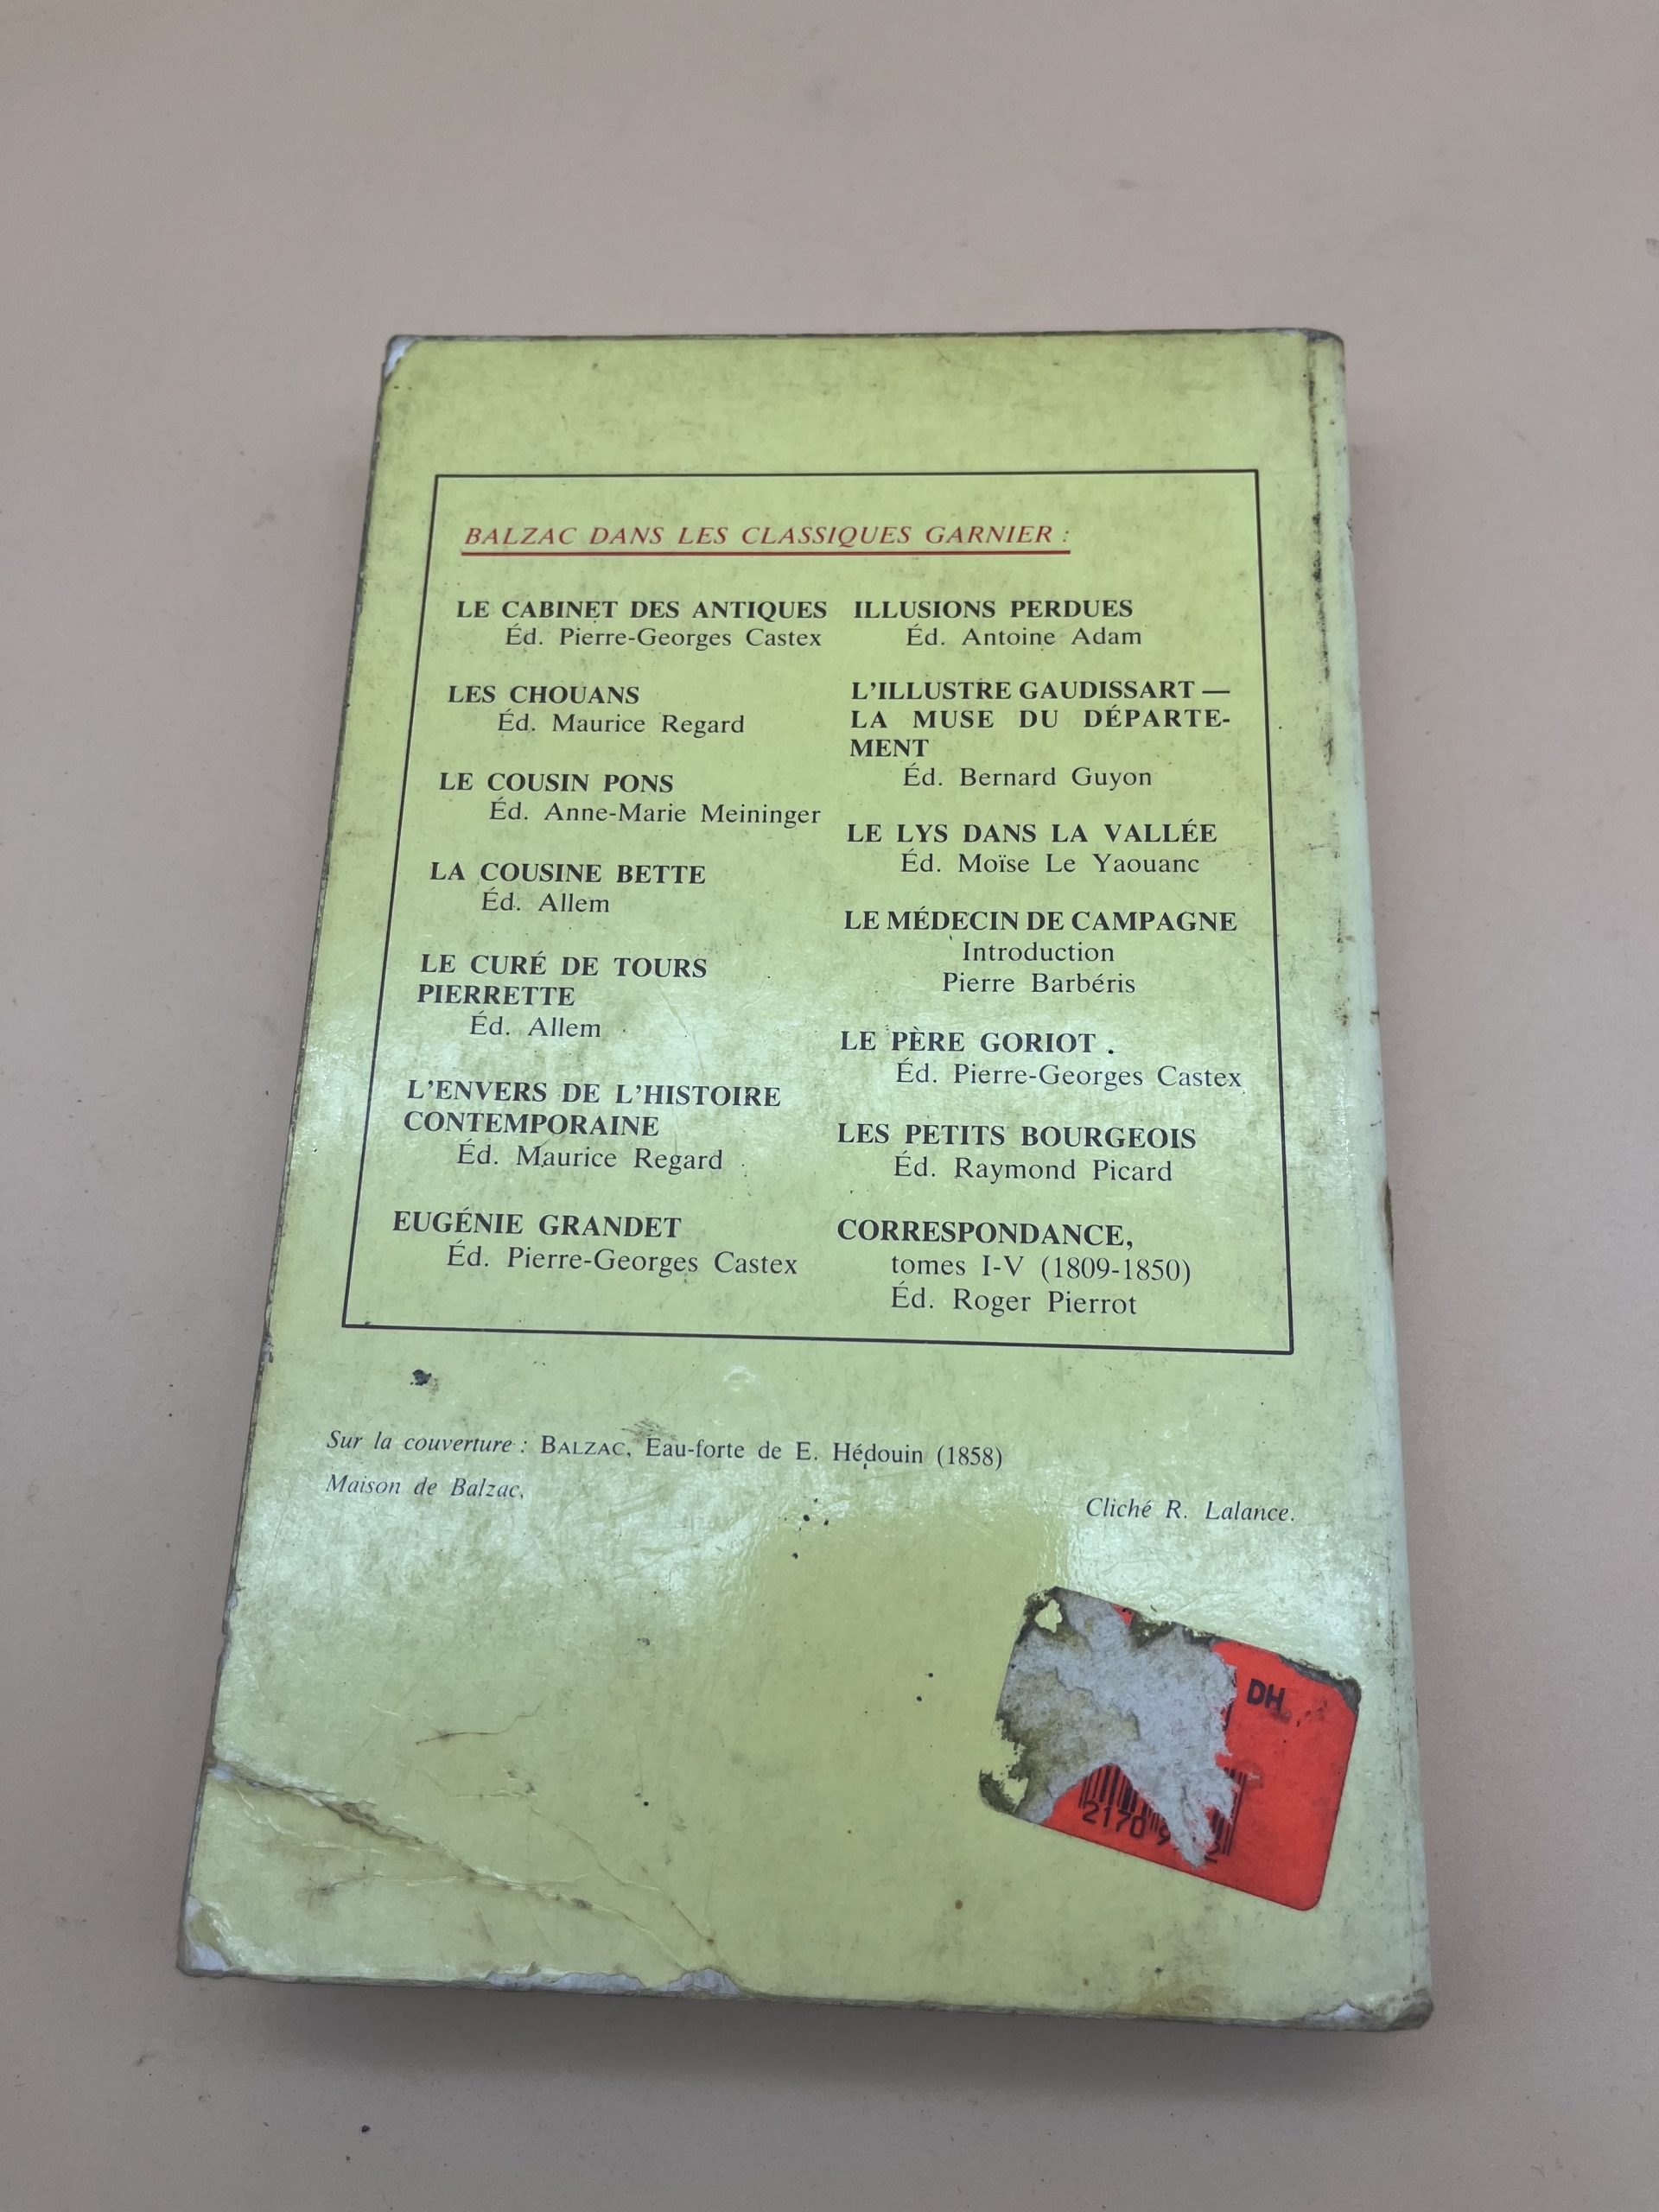 BALZAC DANS LES CLASSIQUES GARNIER :
LE CABINET DES ANTIQUES
Éd. Pierre-Georges Castex
LES CHOUANS
Éd. Maurice Regard
LE COUSIN PONS
Éd. Anne-Marie Meininger
LA COUSINE BETTE
Éd. Allem
LE CURÉ DE TOURS
PIERRETTE
Éd. Allem
L'ENVERS DE L'HISTOIRE
CONTEMPORAINE
Éd. Maurice Regard
EUGÉNIE GRANDET
Éd. Pierre-Georges Castex
ILLUSIONS PERDUES
Éd. Antoine Adam
L'ILLUSTRE GAUDISSART —
LA MUSE DU DÉPARTE-
MENT
Éd. Bernard Guyon
LE LYS DANS LA VALLÉE
Éd. Moïse Le Yaouanc
LE MÉDECIN DE CAMPAGNE
Introduction
Pierre Barbéris
LE PÈRE GORIOT .
Éd. Pierre-Georges Castex
LES PETITS BOURGEOIS
Éd. Raymond Picard
CORRESPONDANCE,
tomes I-V (1809-1850)
Éd. Roger Pierrot
Sur la couverture : BALZAC, Eau-forte de E. Hédouin (1858)
Maison de Balzac,
Cliché R. Lalance.
DH
2170